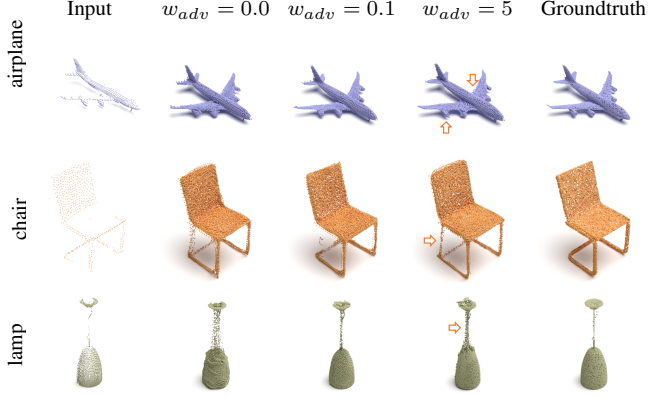 Input w_{adv} = 0.0 w_{adv} = 0.1 w_{adv} = 5 Groundtruth
airplane
chair
lamp